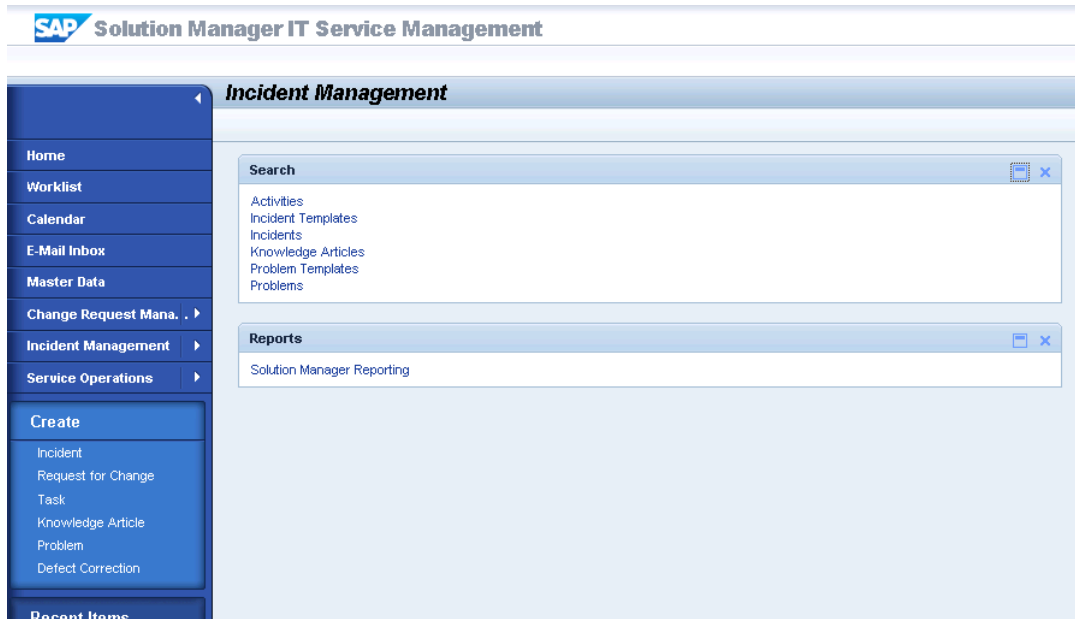 SAP Solution Manager IT Service Management
Incident Management
Home
Worklist
Calendar
E-Mail Inbox
Master Data
Change Request Mana. .
Incident Management
Service Operations
Create
Incident
Request for Change
Task
Knowledge Article
Problem
Defect Correction
Recent Items
Search
Activities
Incident Templates
Incidents
Knowledge Articles
Problem Templates
Problems
Reports
Solution Manager Reporting